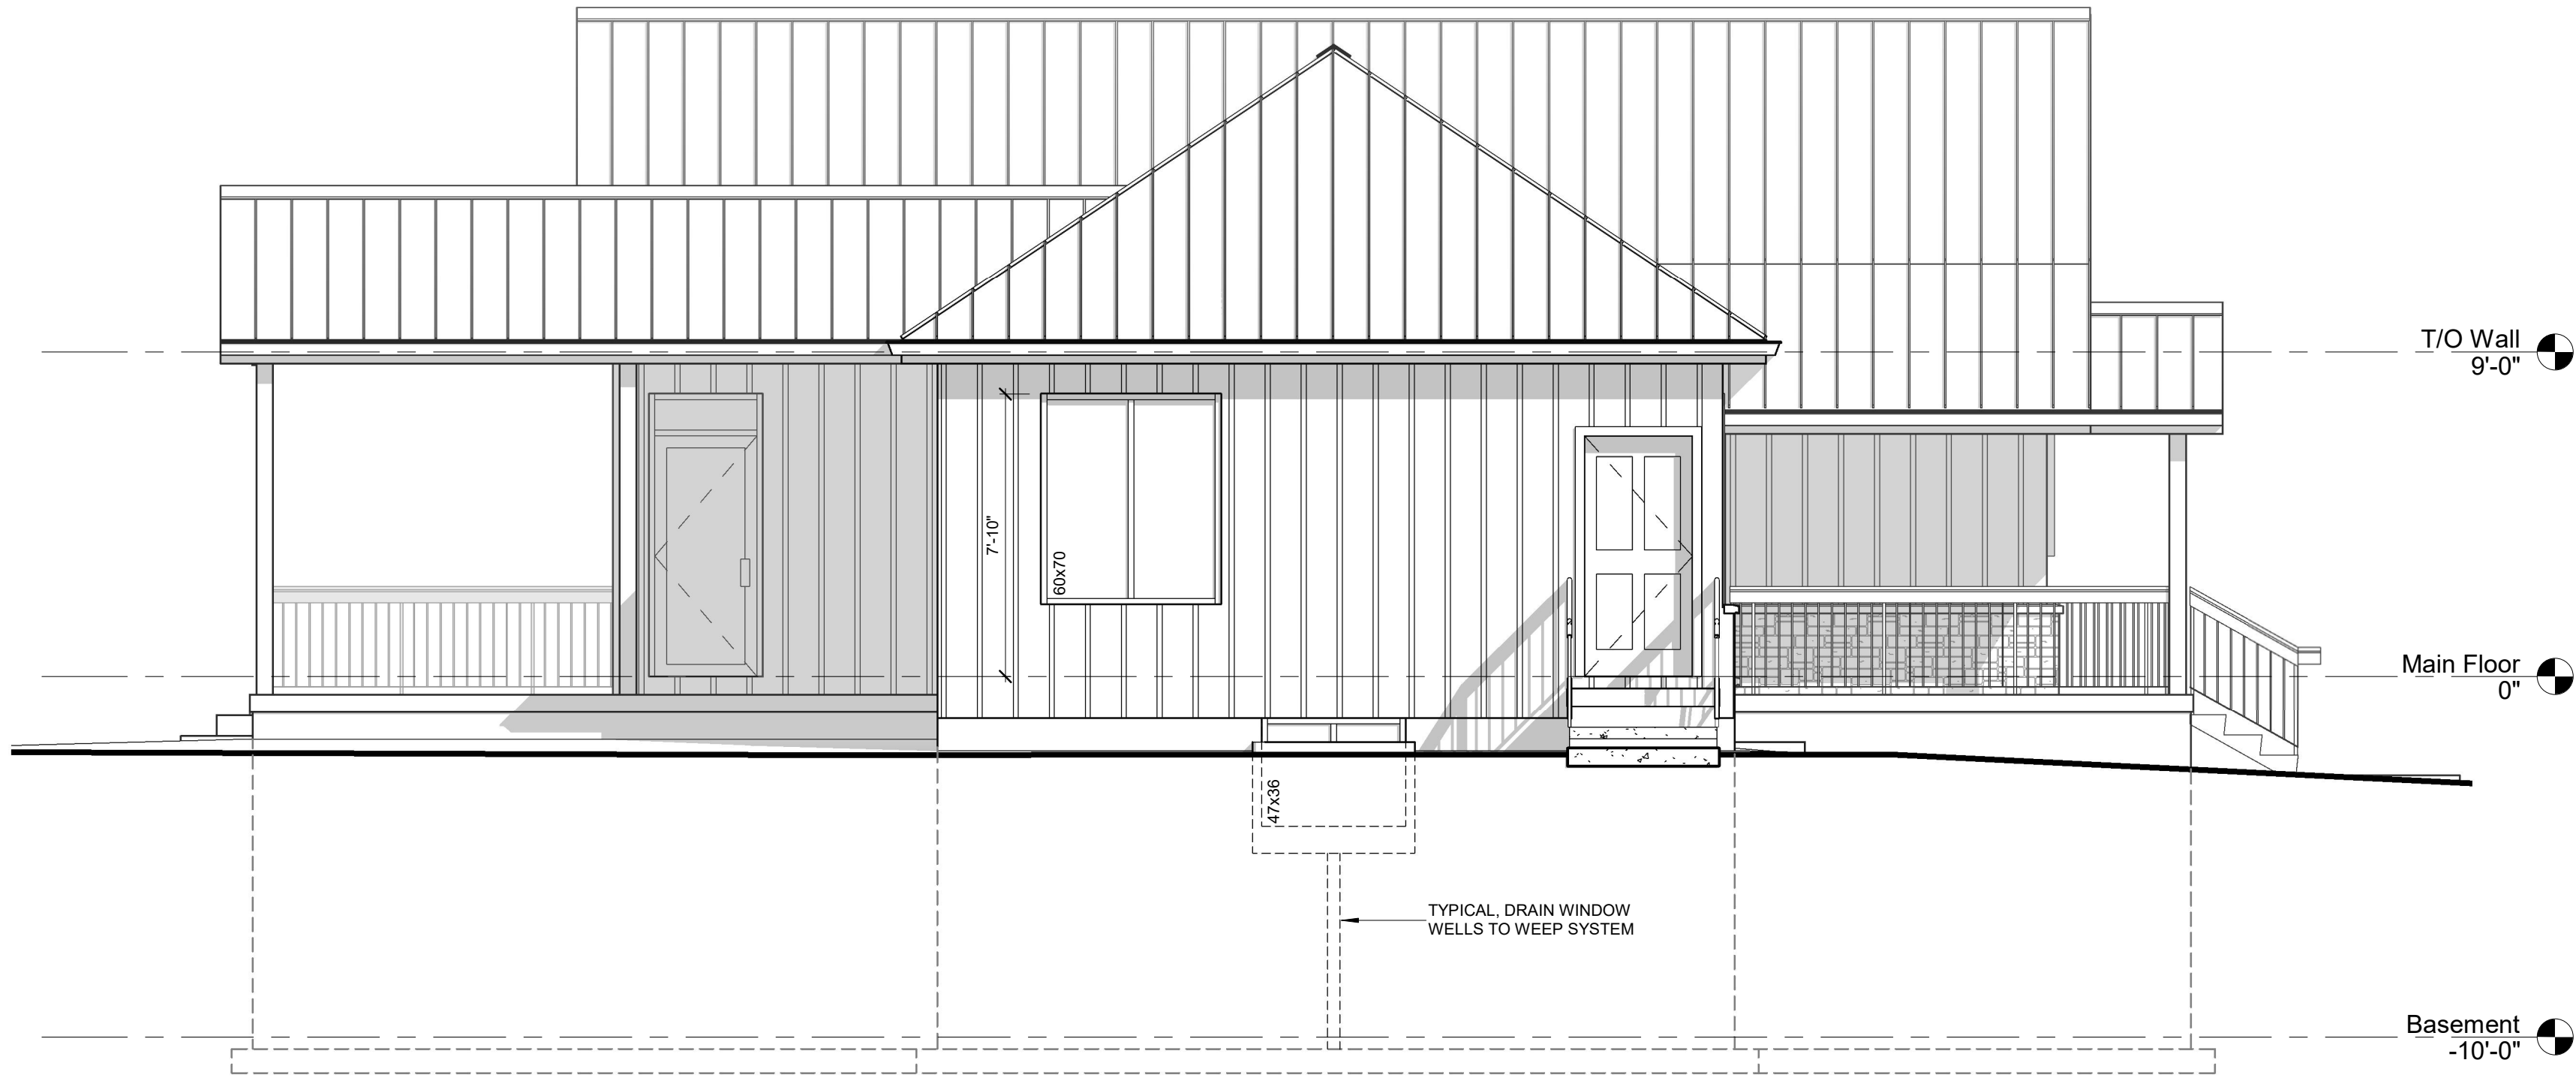 T/O Wall
9'-0"
7'-10"
60x70
Main Floor
0"
47x36
TYPICAL, DRAIN WINDOW
WELLS TO WEEP SYSTEM
Basement
-10'-0"